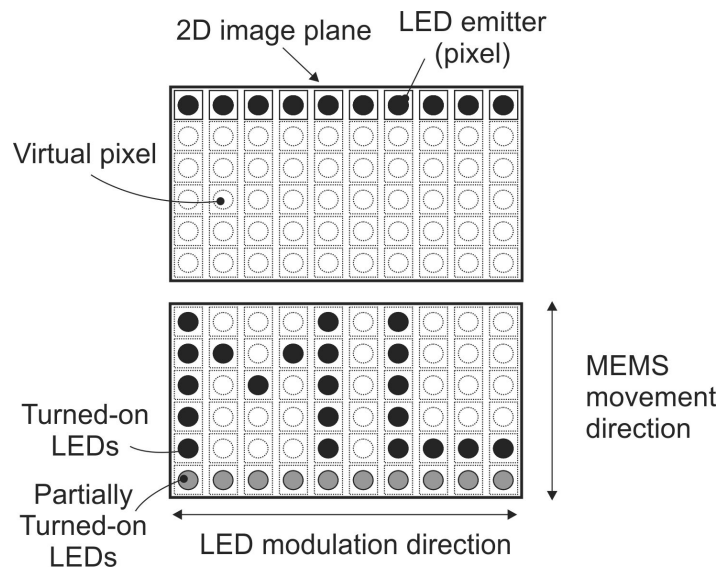 2D image plane
LED emitter
(pixel)
Virtual pixel
MEMS
movement
direction
Turned-on
LEDs
Partially
Turned-on
LEDs
LED modulation direction